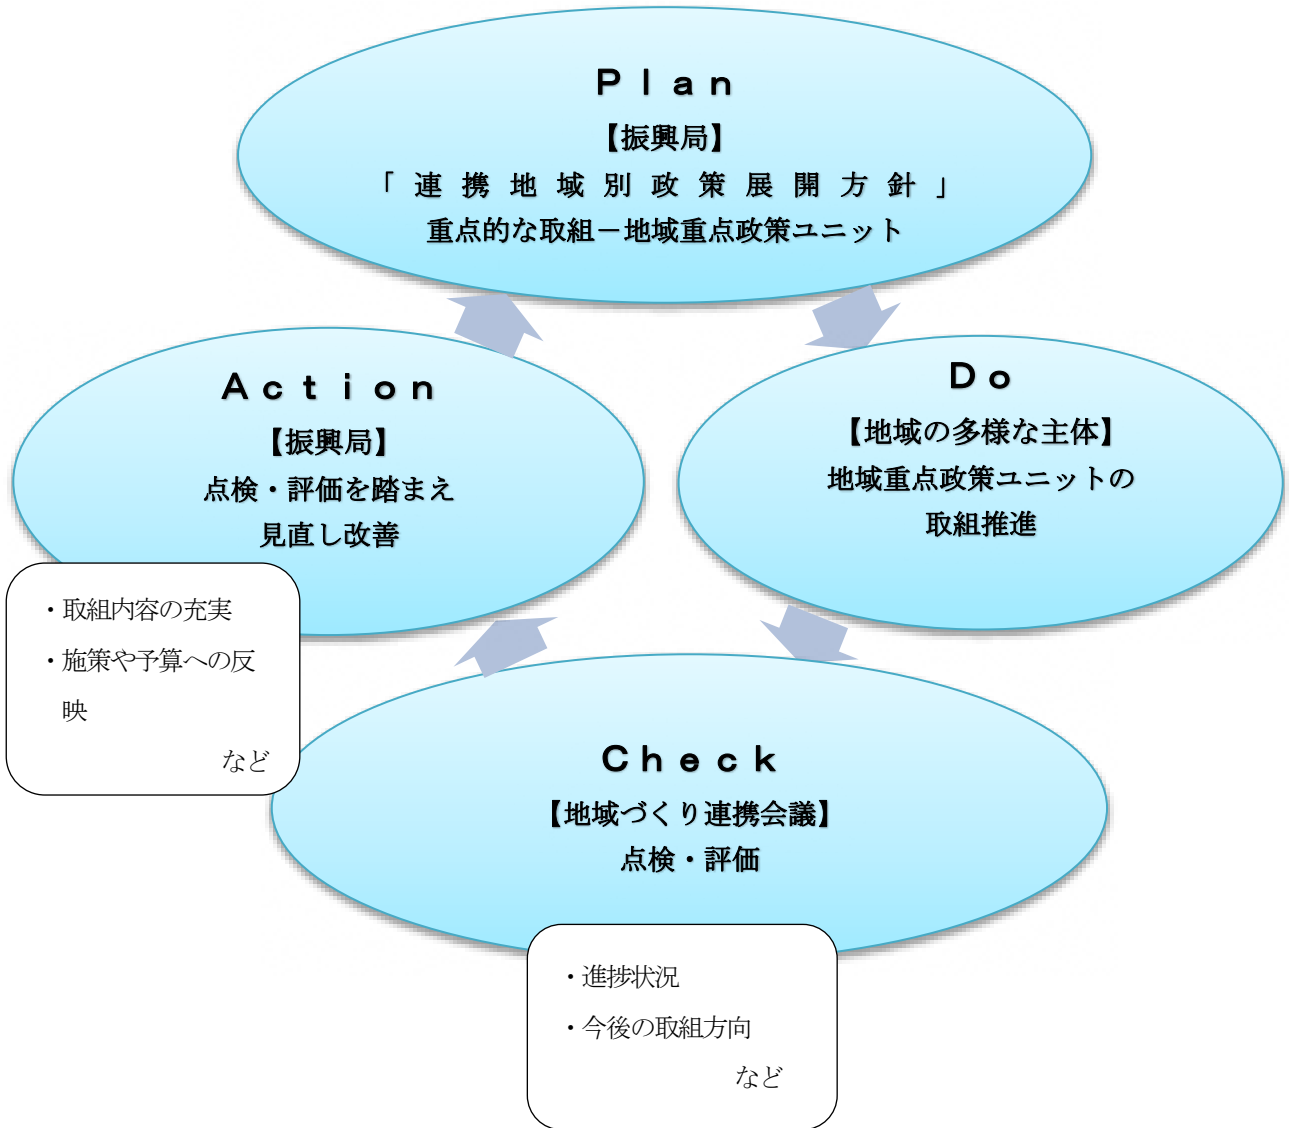 Ｐｌａｎ
【振興局】
「連携地域別政策展開方針」
重点的な取組－地域重点政策ユニット
Ａｃｔｉｏｎ
【振興局】
点検・評価を踏まえ
見直し改善
・取組内容の充実
・施策や予算への反
映
など
Ｄｏ
【地域の多様な主体】
地域重点政策ユニットの
取組推進
Ｃｈｅｃｋ
【地域づくり連携会議】
点検・評価
・進捗状況
・今後の取組方向
など